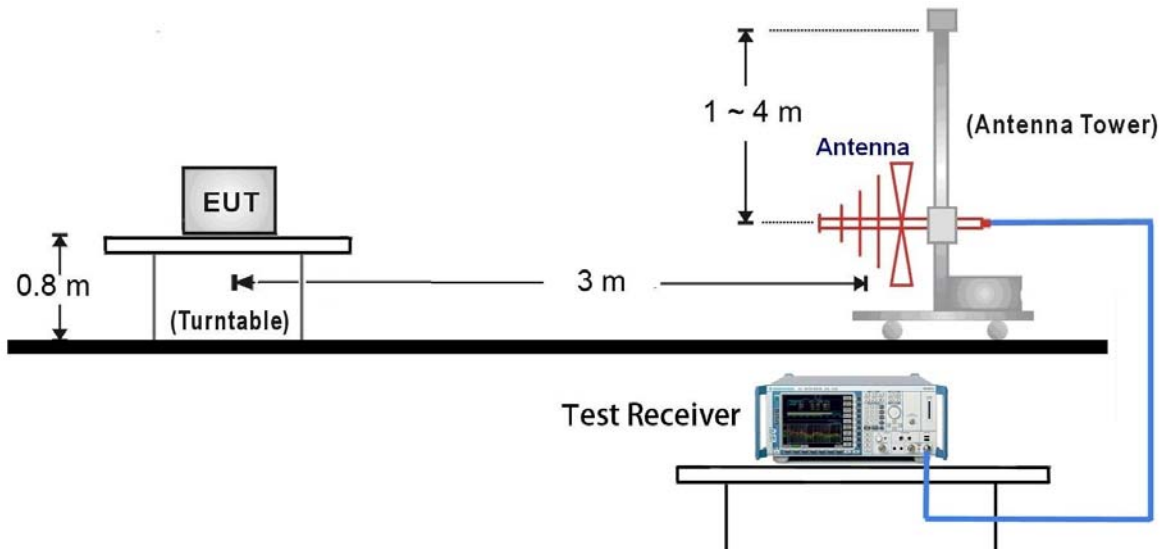 1 ~ 4 m
(Antenna Tower)
Antenna
EUT
0.8 m
3 m
(Turntable)
Test Receiver